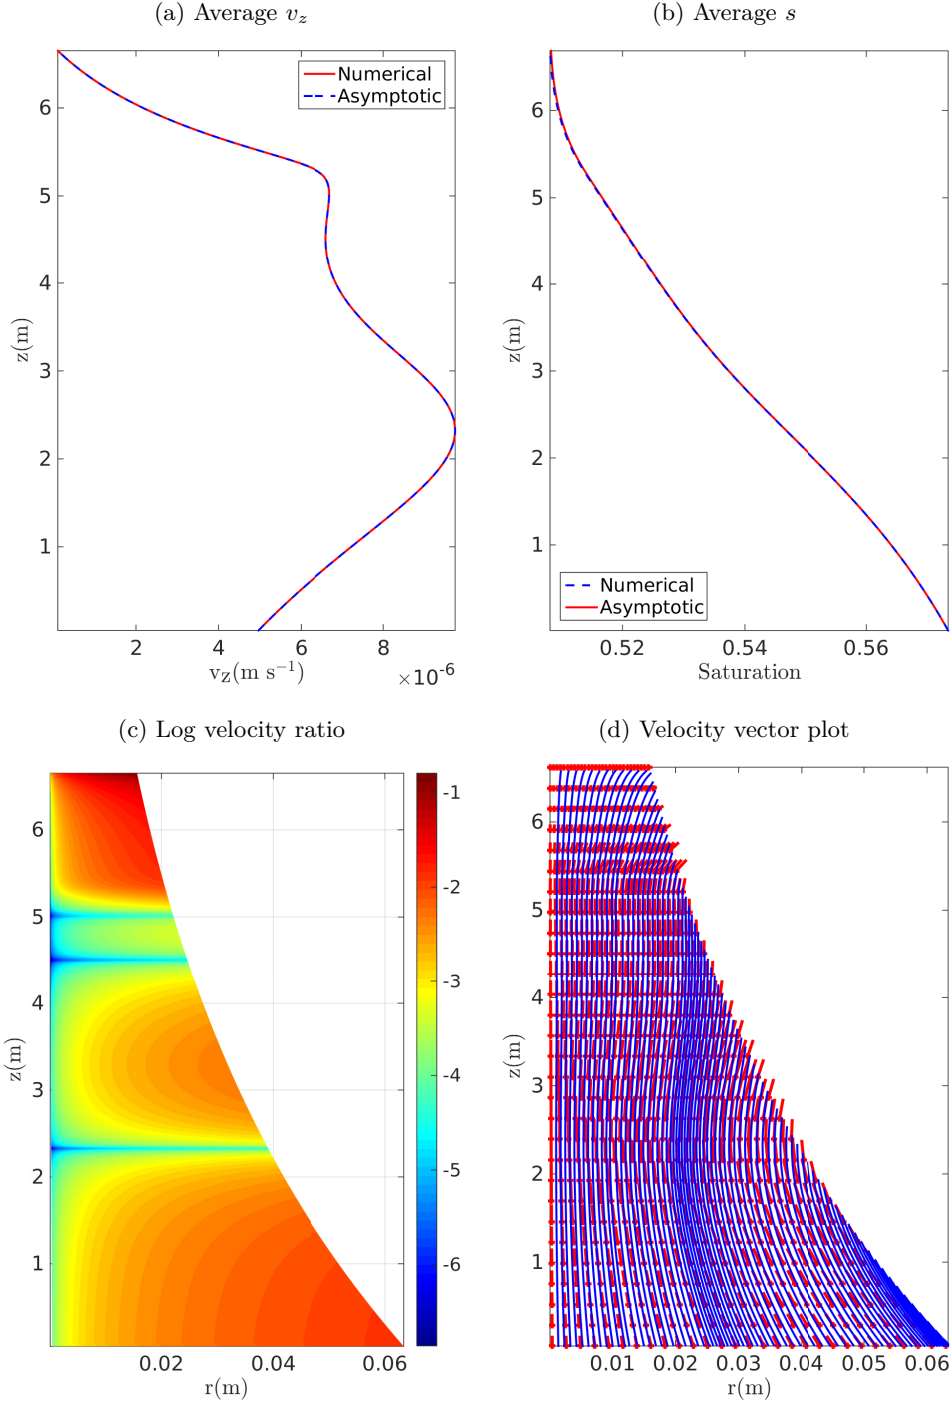 (a) Average v_z
Numerical
Asymptotic
6
5
4
3
2
1
z(m)
2 4 6 8
v_z(m s⁻¹)
×10⁻⁶
(b) Average s
6
5
4
3
2
1
z(m)
Numerical
Asymptotic
0.52 0.54 0.56
Saturation
(c) Log velocity ratio
6
5
4
3
2
1
z(m)
0.02 0.04 0.06
r(m)
-1
-2
-3
-4
-5
-6
(d) Velocity vector plot
6
5
4
3
2
1
z(m)
0.01 0.02 0.03 0.04 0.05 0.06
r(m)